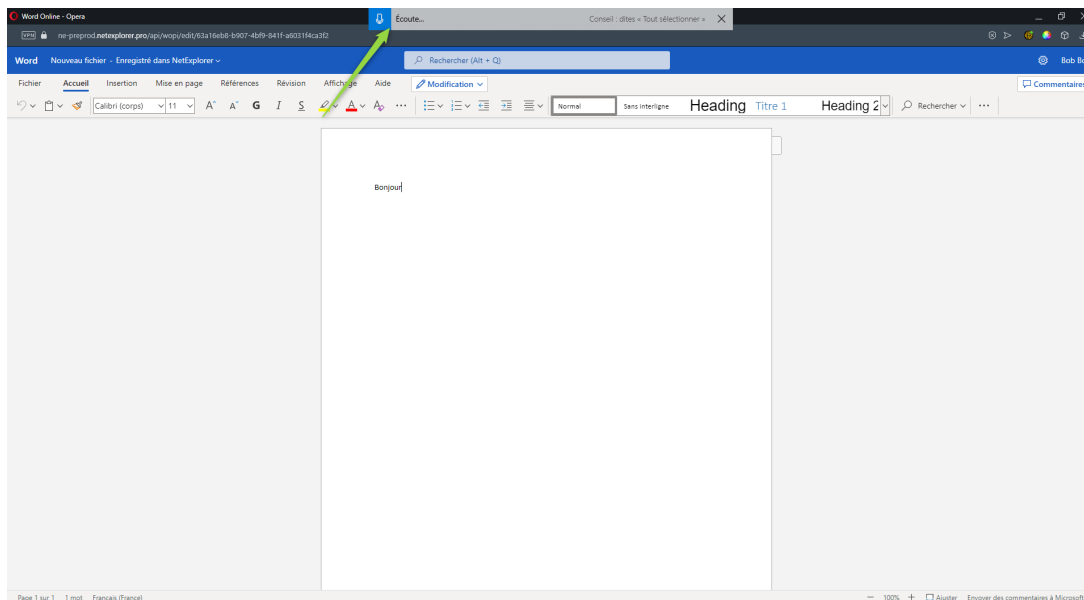 Word Online - Opera
Écoute...
Conseil : dites « Tout sélectionner »
VPN
ne-preprod.netexplorer.pro/api/wopi/edit/63a16eb8-b907-4bf9-841f-a6031f4ca3f2
Word Nouveau fichier - Enregistré dans NetExplorer
Rechercher (Alt + Q)
Bob Bo
Fichier Accueil Insertion Mise en page Références Révision Affichage Aide Modification Commentaires
Calibri (corps) 11 A A G I S A A Normal Sans interligne Heading Titre 1 Heading 2 Rechercher
Bonjour
Page 1 sur 1 1 mot Français (France) 100% Ajuster Envoyer des commentaires à Microsoft